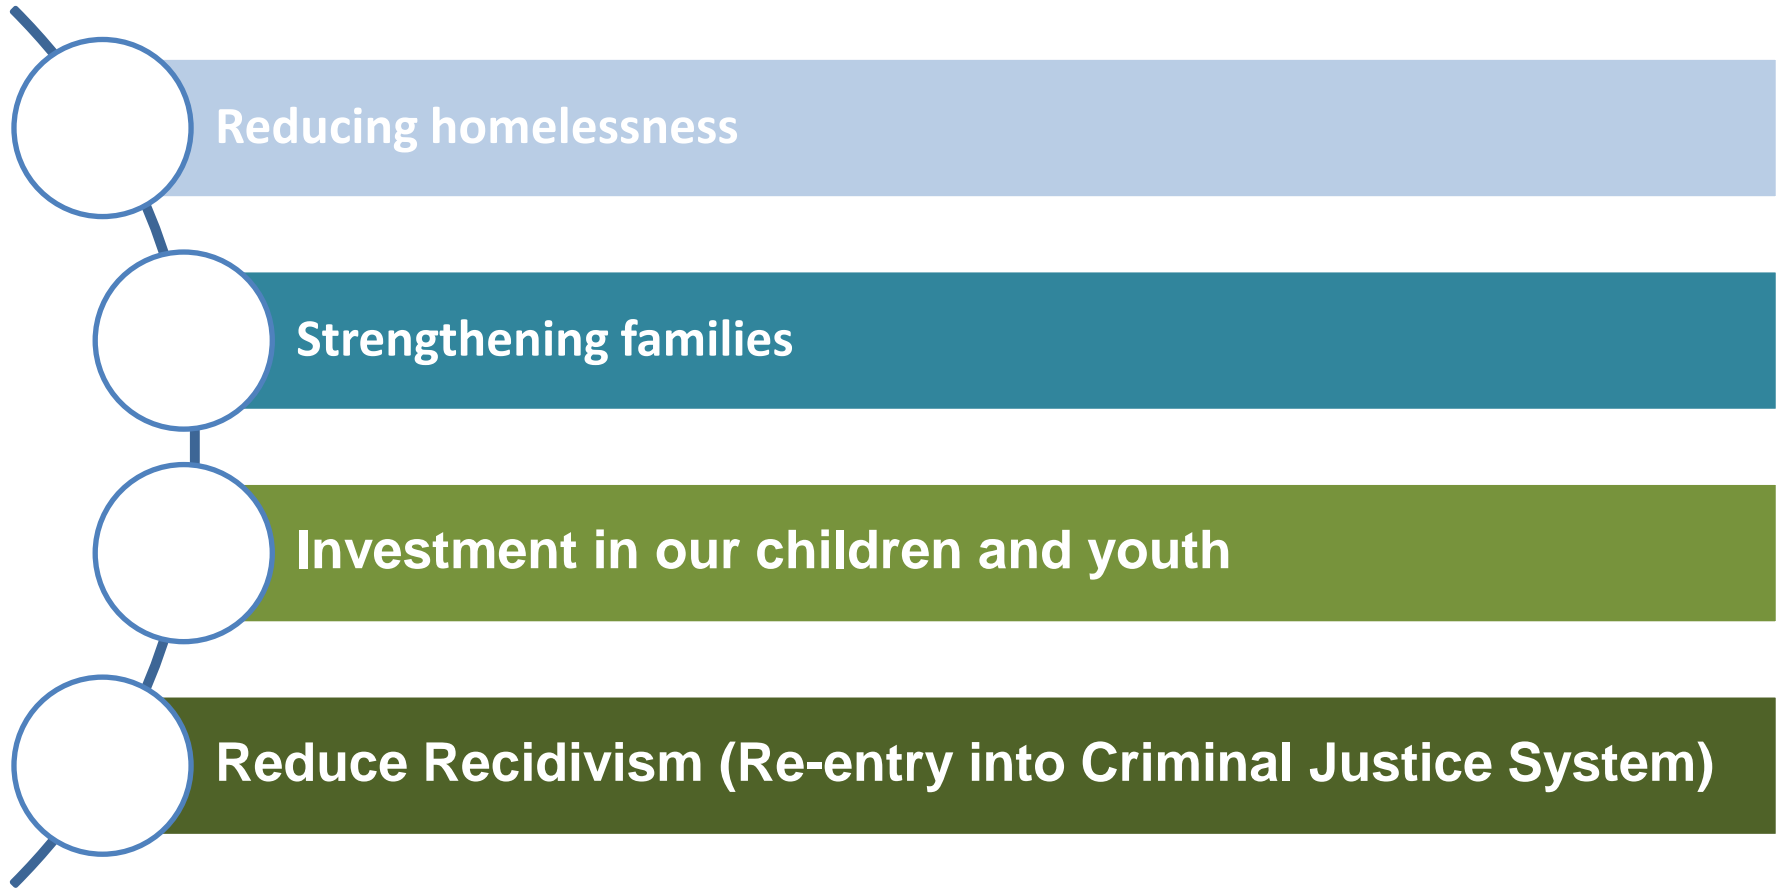 Reducing homelessness
Strengthening families
Investment in our children and youth
Reduce Recidivism (Re-entry into Criminal Justice System)